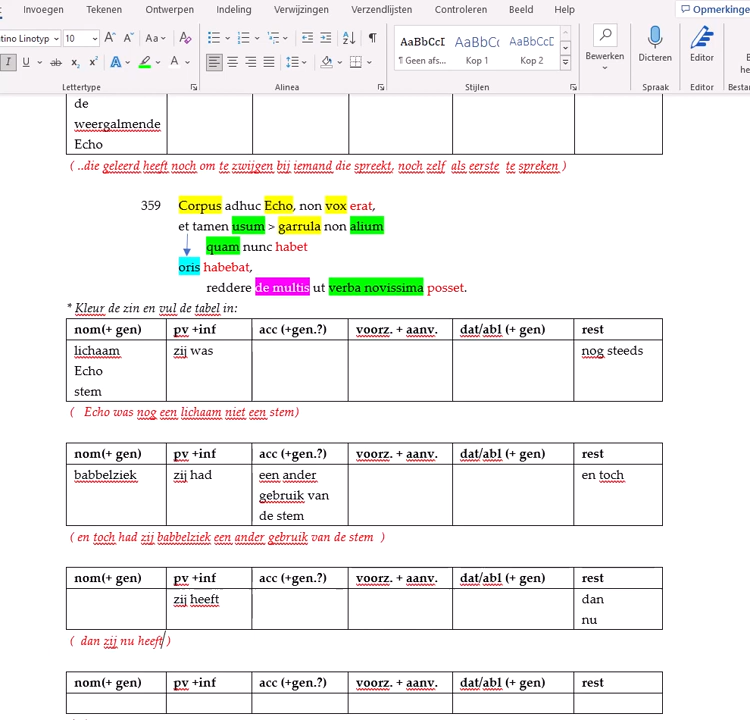 Invoegen Tekenen Ontwerpen Indeling Verwijzingen Verzendlijsten Controleren Beeld Help Opmerkinge
tino Linotyp 10 A A Aa A
I U ab x₂ x² A A
AaBbCcI AaBbCc AaBbCcD
¶ Geen afs... Kop 1 Kop 2
Bewerken Dicteren Editor
Lettertype Alinea Stijlen Spraak Editor
de
weergalmende
Echo
( ..die geleerd heeft noch om te zwijgen bij iemand die spreekt, noch zelf als eerste te spreken )
359 Corpus adhuc Echo, non vox erat,
et tamen usum > garrula non alium
quam nunc habet
oris habebat,
reddere de multis ut verba novissima posset.
* Kleur de zin en vul de tabel in:
nom(+ gen) pv +inf acc (+gen.?) voorz. + aanv. dat/abl (+ gen) rest
lichaam zij was nog steeds
Echo
stem
( Echo was nog een lichaam niet een stem)
nom(+ gen) pv +inf acc (+gen.?) voorz. + aanv. dat/abl (+ gen) rest
babbelziek zij had een ander en toch
gebruik van
de stem
( en toch had zij babbelziek een ander gebruik van de stem )
nom(+ gen) pv +inf acc (+gen.?) voorz. + aanv. dat/abl (+ gen) rest
zij heeft dan
nu
( dan zij nu heeft )
nom(+ gen) pv +inf acc (+gen.?) voorz. + aanv. dat/abl (+ gen) rest